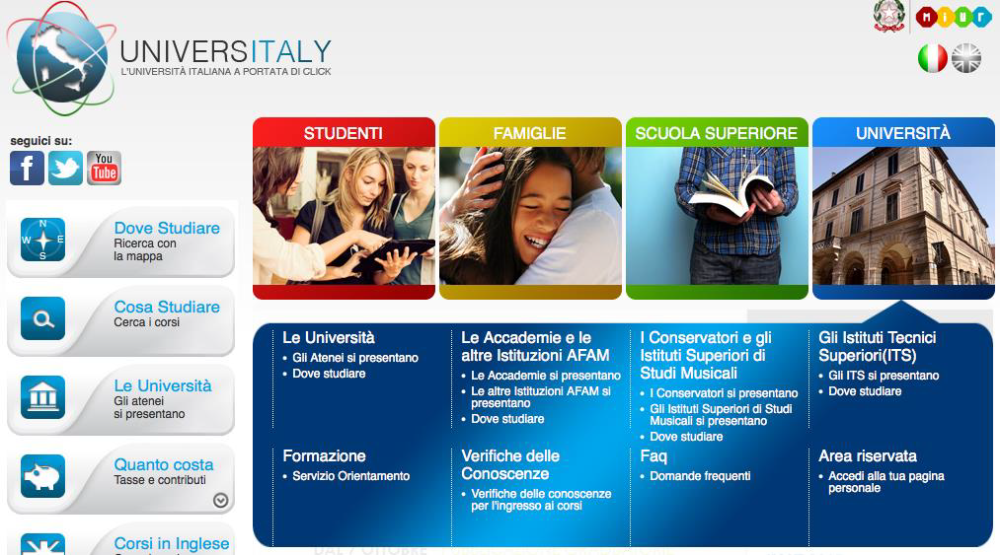 UNIVERSITALY
L'UNIVERSITÀ ITALIANA A PORTATA DI CLICK
MiUr
seguici su:
f
You
Tube
STUDENTI
FAMIGLIE
SCUOLA SUPERIORE
UNIVERSITÀ
N
W E
S
Dove Studiare
Ricerca con
la mappa
Cosa Studiare
Cerca i corsi
Le Università
Gli atenei
si presentano
Quanto costa
Tasse e contributi
Corsi in Inglese
Le Università
• Gli Atenei si presentano
• Dove studiare
Le Accademie e le
altre Istituzioni AFAM
• Le Accademie si presentano
• Le altre Istituzioni AFAM si
presentano
• Dove studiare
I Conservatori e gli
Istituti Superiori di
Studi Musicali
• I Conservatori si presentano
• Gli Istituti Superiori di Studi
Musicali si presentano
• Dove studiare
Gli Istituti Tecnici
Superiori(ITS)
• Gli ITS si presentano
• Dove studiare
Formazione
• Servizio Orientamento
Verifiche delle
Conoscenze
• Verifiche delle conoscenze
per l'ingresso ai corsi
Faq
• Domande frequenti
Area riservata
• Accedi alla tua pagina
personale
DAL 7 OTTOBRE